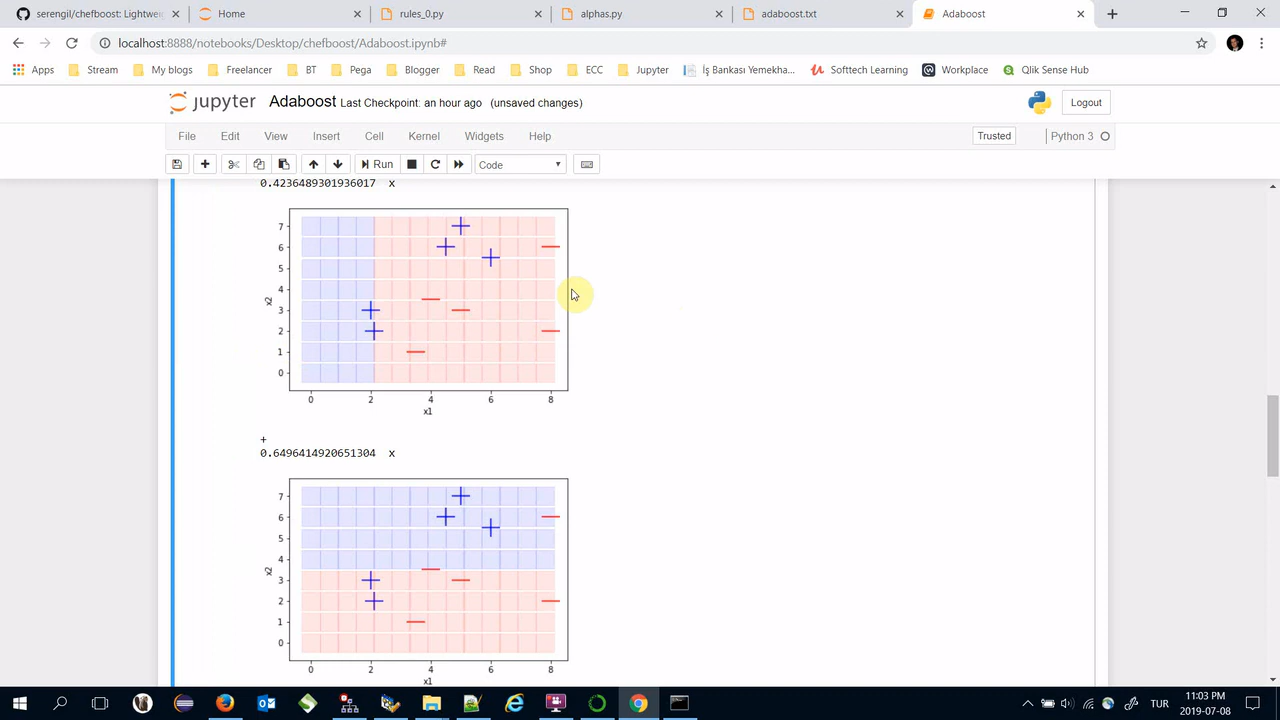 serengil/chefboost: Lightweig
Home
rules_0.py
alphas.py
adaboost.txt
Adaboost
localhost:8888/notebooks/Desktop/chefboost/Adaboost.ipynb#
Apps
Stream
My blogs
Freelancer
BT
Pega
Blogger
Read
Shop
ECC
Jupyter
İş Bankası Yemekha...
Softtech Learning
Workplace
Qlik Sense Hub
jupyter Adaboost Last Checkpoint: an hour ago (unsaved changes)
Logout
File Edit View Insert Cell Kernel Widgets Help
Trusted
Python 3
Run
Code
0.4236489301936017 x
7
6
5
4
3
2
1
0
x2
0 2 4 6 8
x1
+
0.6496414920651304 x
7
6
5
4
3
2
1
0
x2
0 2 4 6 8
x1
TUR
11:03 PM
2019-07-08